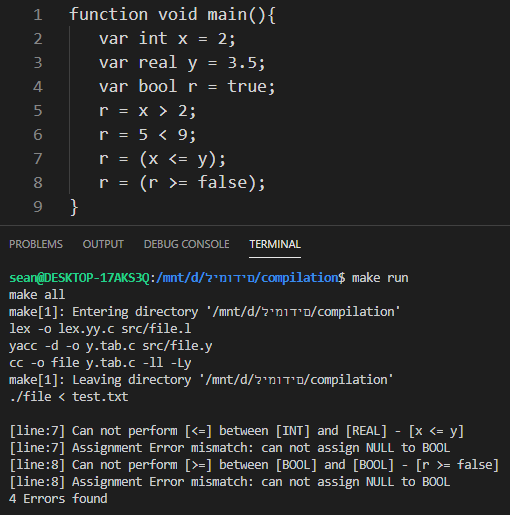 1 function void main(){
2 var int x = 2;
3 var real y = 3.5;
4 var bool r = true;
5 r = x > 2;
6 r = 5 < 9;
7 r = (x <= y);
8 r = (r >= false);
9 }
PROBLEMS OUTPUT DEBUG CONSOLE TERMINAL
sean@DESKTOP-17AKS3Q:/mnt/d/לימודים/compilation$ make run
make all
make[1]: Entering directory '/mnt/d/לימודים/compilation'
lex -o lex.yy.c src/file.l
yacc -d -o y.tab.c src/file.y
cc -o file y.tab.c -ll -Ly
make[1]: Leaving directory '/mnt/d/לימודים/compilation'
./file < test.txt
[line:7] Can not perform [<=] between [INT] and [REAL] - [x <= y]
[line:7] Assignment Error mismatch: can not assign NULL to BOOL
[line:8] Can not perform [>=] between [BOOL] and [BOOL] - [r >= false]
[line:8] Assignment Error mismatch: can not assign NULL to BOOL
4 Errors found